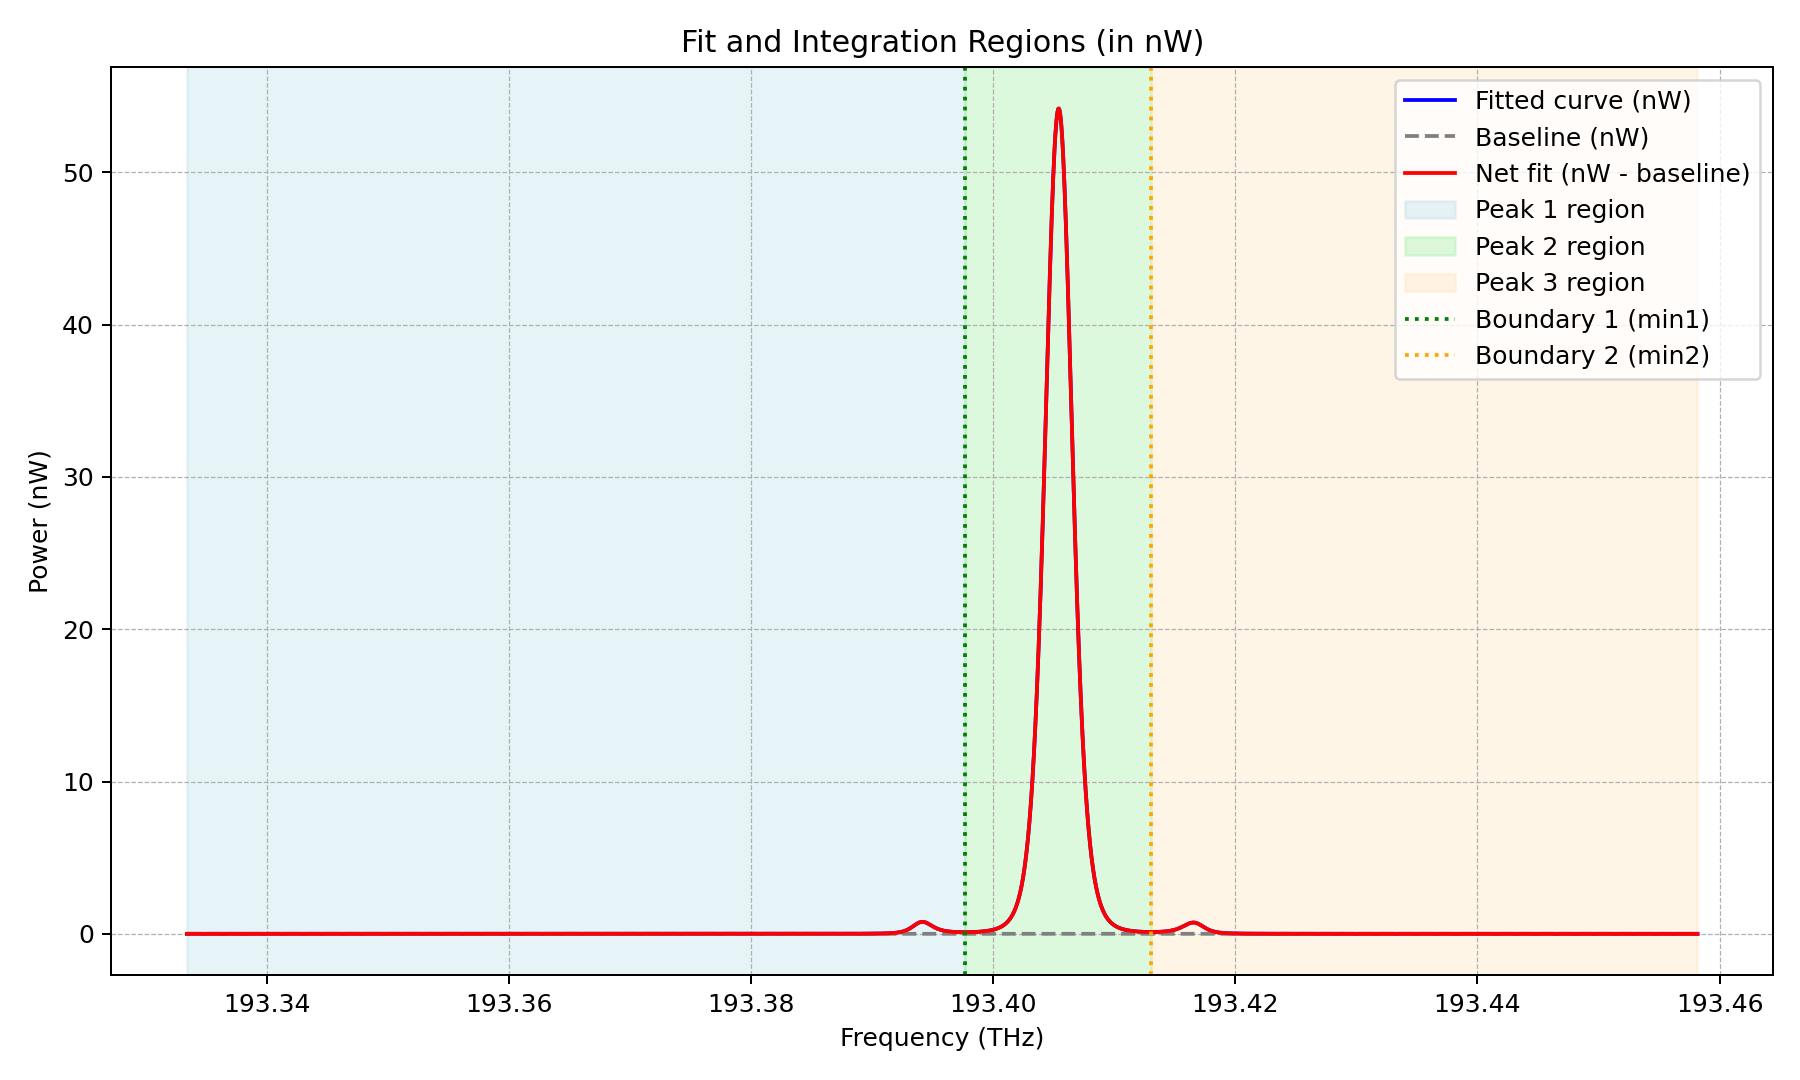 Fit and Integration Regions (in nW)
Fitted curve (nW)
Baseline (nW)
Net fit (nW - baseline)
Peak 1 region
Peak 2 region
Peak 3 region
Boundary 1 (min1)
Boundary 2 (min2)
Power (nW)
50
40
30
20
10
0
193.34 193.36 193.38 193.40 193.42 193.44 193.46
Frequency (THz)